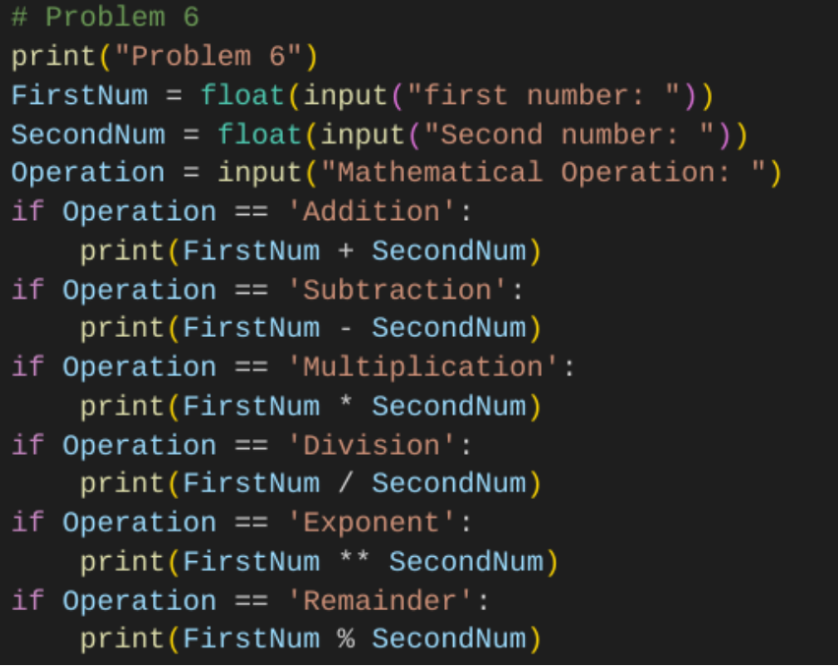 # Problem 6
print("Problem 6")
FirstNum = float(input("first number: "))
SecondNum = float(input("Second number: "))
Operation = input("Mathematical Operation: ")
if Operation == 'Addition':
    print(FirstNum + SecondNum)
if Operation == 'Subtraction':
    print(FirstNum - SecondNum)
if Operation == 'Multiplication':
    print(FirstNum * SecondNum)
if Operation == 'Division':
    print(FirstNum / SecondNum)
if Operation == 'Exponent':
    print(FirstNum ** SecondNum)
if Operation == 'Remainder':
    print(FirstNum % SecondNum)